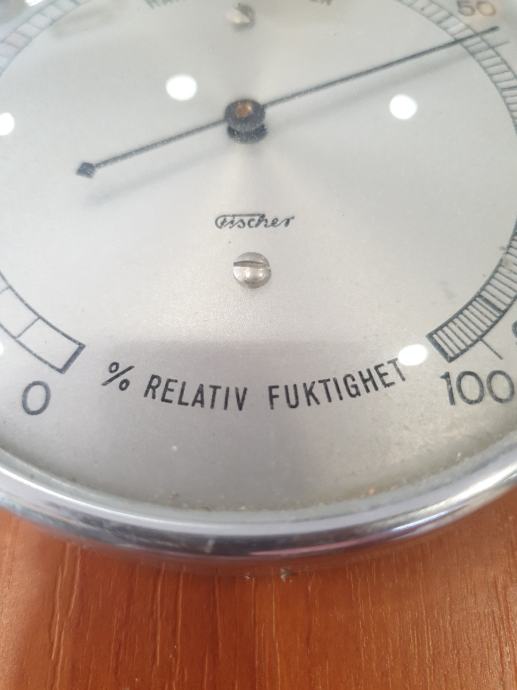 50
Fischer
% RELATIV FUKTIGHET
0
100